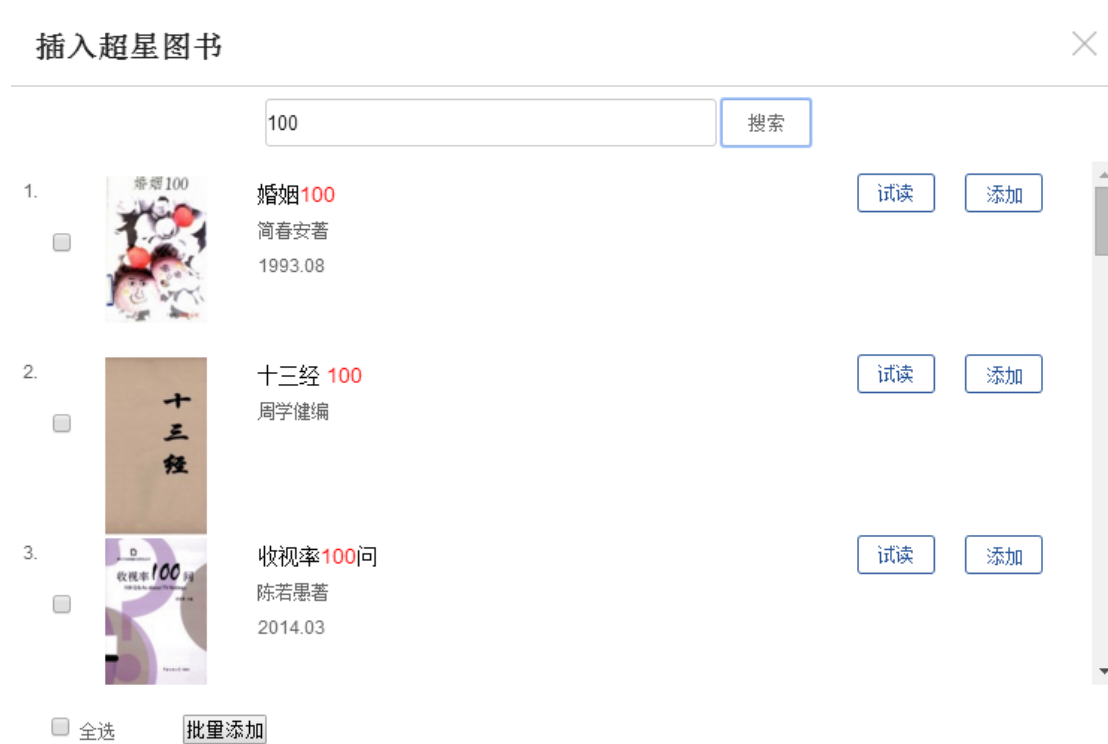 插入超星图书
100
搜索
1.
婚姻100
婚姻100
简春安著
1993.08
试读
添加
2.
十
三
经
十三经 100
周学健编
试读
添加
3.
收视率100问
收视率100问
陈若愚著
2014.03
试读
添加
全选
批量添加